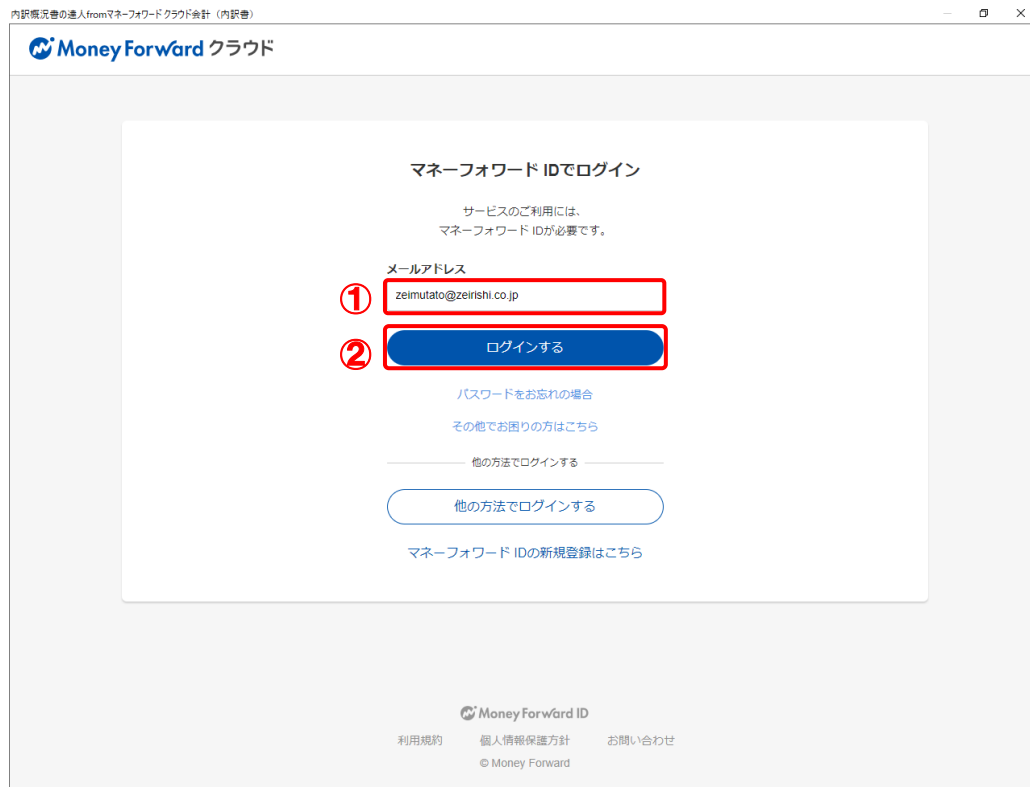 内訳概況書の達人fromマネーフォワード クラウド会計（内訳書）
Money Forward クラウド
マネーフォワード IDでログイン
サービスのご利用には、
マネーフォワード IDが必要です。
メールアドレス
① zeimutato@zeirishi.co.jp
② ログインする
パスワードをお忘れの場合
その他でお困りの方はこちら
他の方法でログインする
他の方法でログインする
マネーフォワード IDの新規登録はこちら
Money Forward ID
利用規約 個人情報保護方針 お問い合わせ
© Money Forward